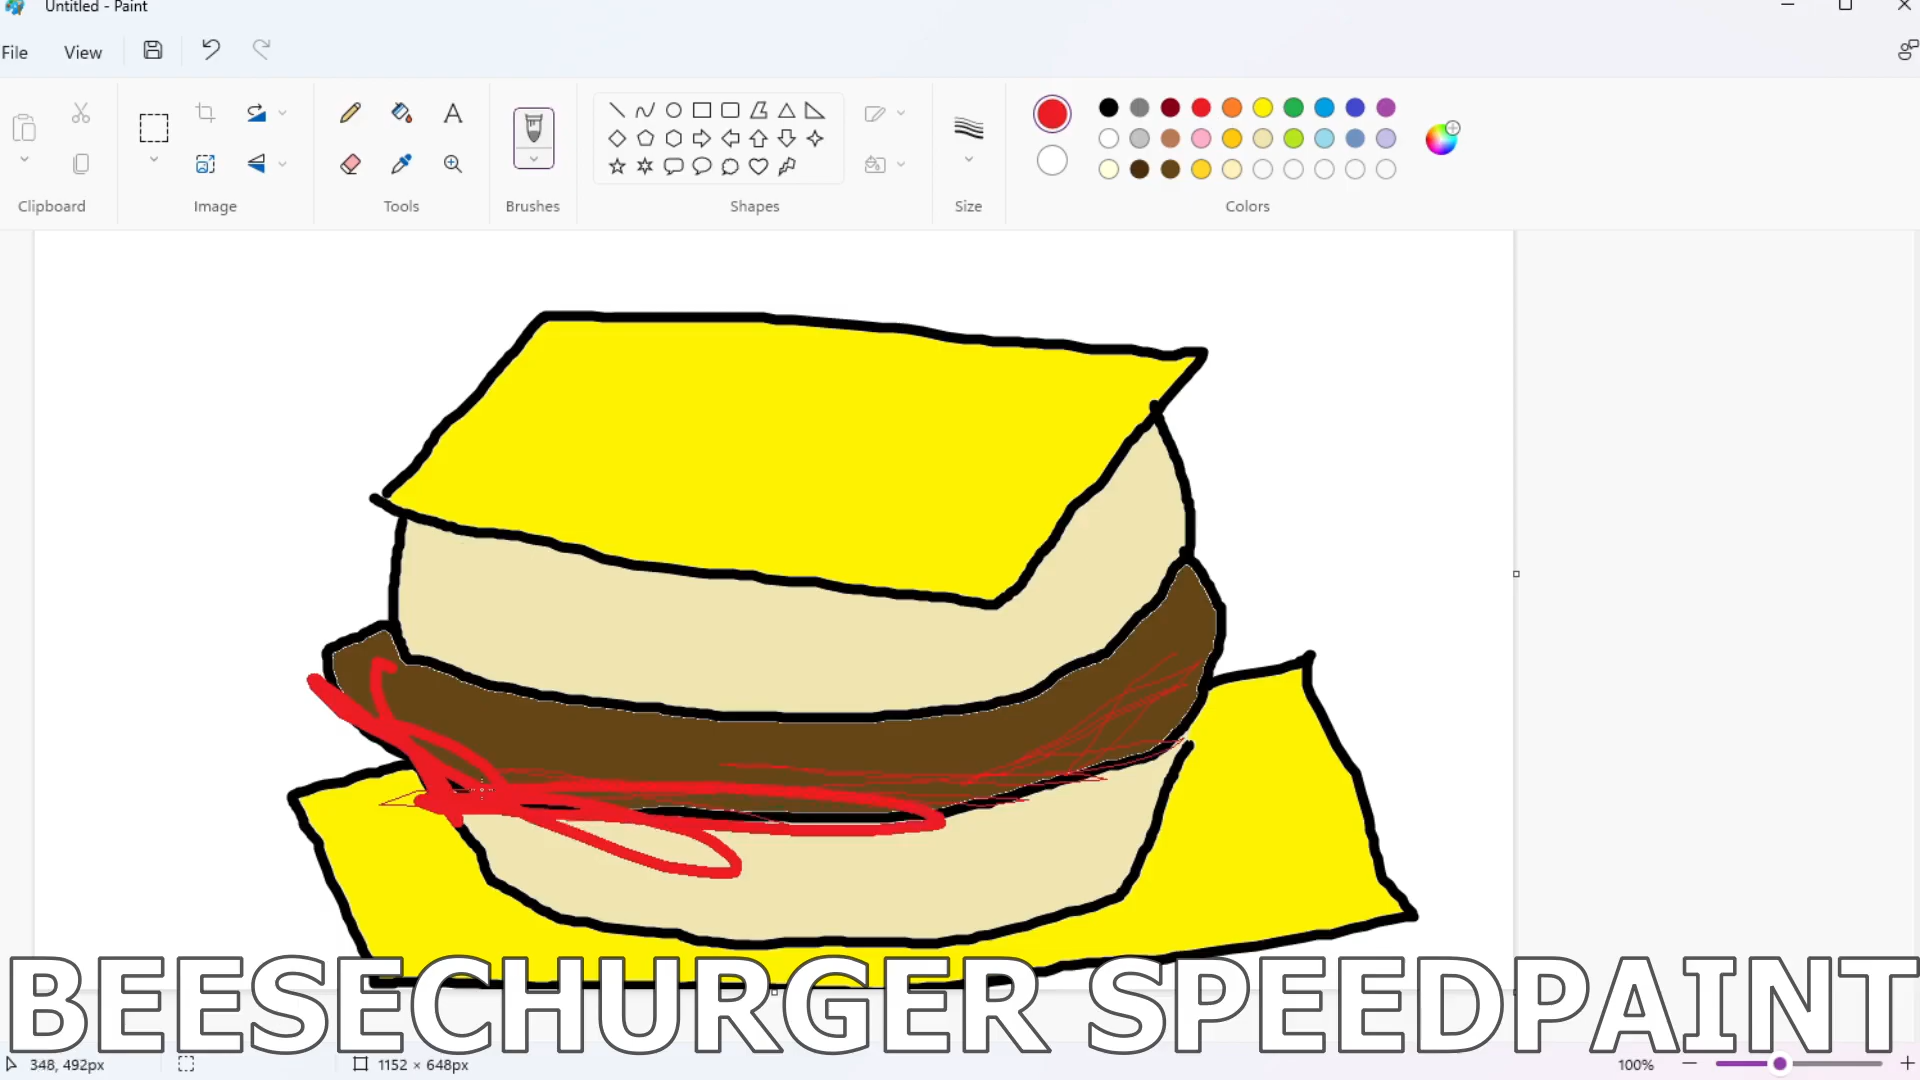 Untitled - Paint
File View
Clipboard Image Tools Brushes Shapes Size Colors
BEESECHURGER SPEEDPAINT
348, 492px 1152 × 648px 100%